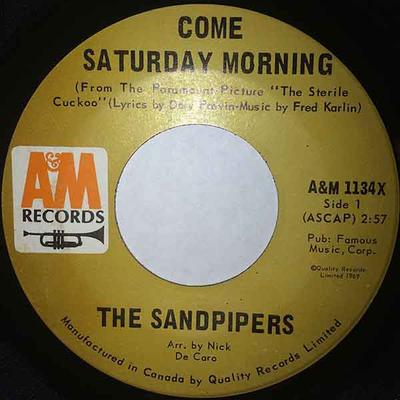 COME
SATURDAY MORNING
(From The Paramount Picture "The Sterile
Cuckoo" (Lyrics by Dory Previn-Music by Fred Karlin)
A&M
RECORDS
A&M 1134X
Side 1
(ASCAP) 2:57
Pub: Famous
Music, Corp.
©Quality Records
Limited 1969
THE SANDPIPERS
Arr. by Nick
De Caro
Manufactured in Canada by Quality Records Limited